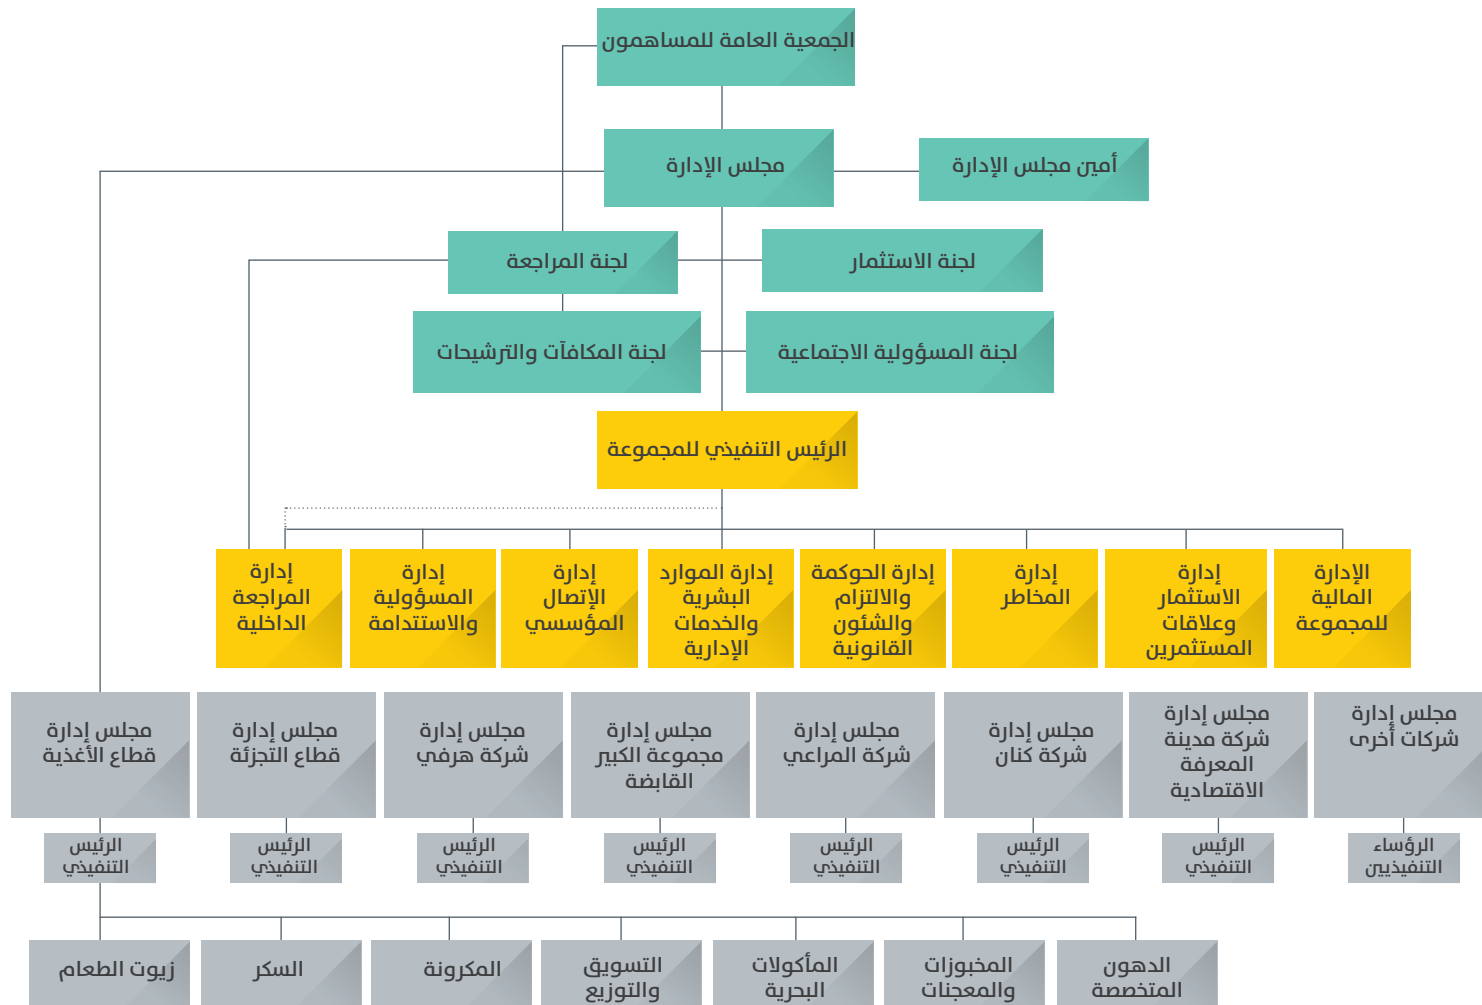 الجمعية العامة للمساهمون
مجلس الإدارة
أمين مجلس الإدارة
لجنة الاستثمار
لجنة المراجعة
لجنة المسؤولية الاجتماعية
لجنة المكافآت والترشيحات
الرئيس التنفيذي للمجموعة
الإدارة
المالية
للمجموعة
إدارة
الاستثمار
وعلاقات
المستثمرين
إدارة
المخاطر
إدارة الحوكمة
والالتزام
والشئون
القانونية
إدارة الموارد
البشرية
والخدمات
الإدارية
إدارة
الإتصال
المؤسسي
إدارة
المسؤولية
والاستتدامة
إدارة
المراجعة
الداخلية
مجلس إدارة
شركات أخرى
مجلس إدارة
شركة مدينة
المعرفة
الاقتصادية
مجلس إدارة
شركة كنان
مجلس إدارة
شركة المراعي
مجلس إدارة
مجموعة الكبير
القابضة
مجلس إدارة
شركة هرفي
مجلس إدارة
قطاع التجزئة
مجلس إدارة
قطاع الأغذية
الرؤساء
التنفيذيين
الرئيس
التنفيذي
الرئيس
التنفيذي
الرئيس
التنفيذي
الرئيس
التنفيذي
الرئيس
التنفيذي
الرئيس
التنفيذي
الرئيس
التنفيذي
الدهون
المتخصصة
المخبوزات
والمعجنات
المأكولات
البحرية
التسويق
والتوزيع
المكرونة
السكر
زيوت الطعام